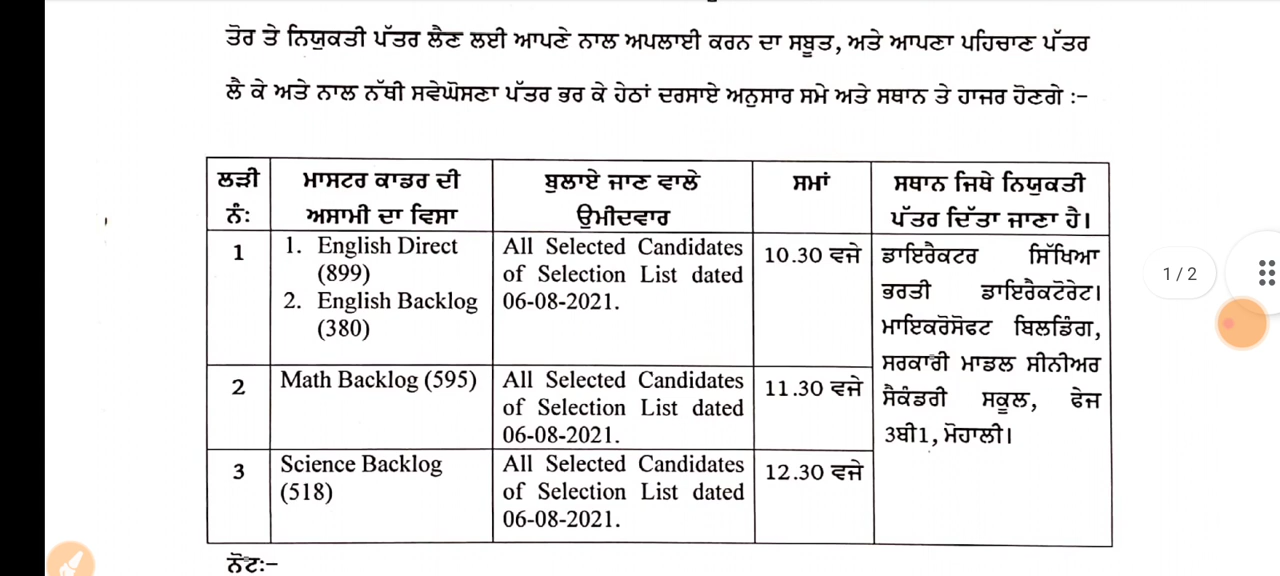 ਤੋਰ ਤੇ ਨਿਯੁਕਤੀ ਪੱਤਰ ਲੈਣ ਲਈ ਆਪਣੇ ਨਾਲ ਅਪਲਾਈ ਕਰਨ ਦਾ ਸਬੂਤ, ਅਤੇ ਆਪਣਾ ਪਹਿਚਾਣ ਪੱਤਰ
ਲੈ ਕੇ ਅਤੇ ਨਾਲ ਨੱਥੀ ਸਵੇਘੋਸਣਾ ਪੱਤਰ ਭਰ ਕੇ ਹੇਠਾਂ ਦਰਸਾਏ ਅਨੁਸਾਰ ਸਮੇ ਅਤੇ ਸਥਾਨ ਤੇ ਹਾਜਰ ਹੋਣਗੇ :-
ਲੜੀ
ਨੰ:
ਮਾਸਟਰ ਕਾਡਰ ਦੀ
ਅਸਾਮੀ ਦਾ ਵਿਸਾ
ਬੁਲਾਏ ਜਾਣ ਵਾਲੇ
ਉਮੀਦਵਾਰ
ਸਮਾਂ
ਸਥਾਨ ਜਿਥੇ ਨਿਯੁਕਤੀ
ਪੱਤਰ ਦਿੱਤਾ ਜਾਣਾ ਹੈ।
1
1. English Direct
(899)
2. English Backlog
(380)
All Selected Candidates
of Selection List dated
06-08-2021.
10.30 ਵਜੇ
ਡਾਇਰੈਕਟਰ ਸਿੱਖਿਆ
ਭਰਤੀ ਡਾਇਰੈਕਟੋਰੇਟ।
ਮਾਇਕਰੋਸੋਫਟ ਬਿਲਡਿੰਗ,
ਸਰਕਾਰੀ ਮਾਡਲ ਸੀਨੀਅਰ
ਸੈਕੰਡਰੀ ਸਕੂਲ, ਫੇਜ
3ਬੀ1, ਮੋਹਾਲੀ।
2
Math Backlog (595)
All Selected Candidates
of Selection List dated
06-08-2021.
11.30 ਵਜੇ
3
Science Backlog
(518)
All Selected Candidates
of Selection List dated
06-08-2021.
12.30 ਵਜੇ
ਨੋਟ:-
1 / 2